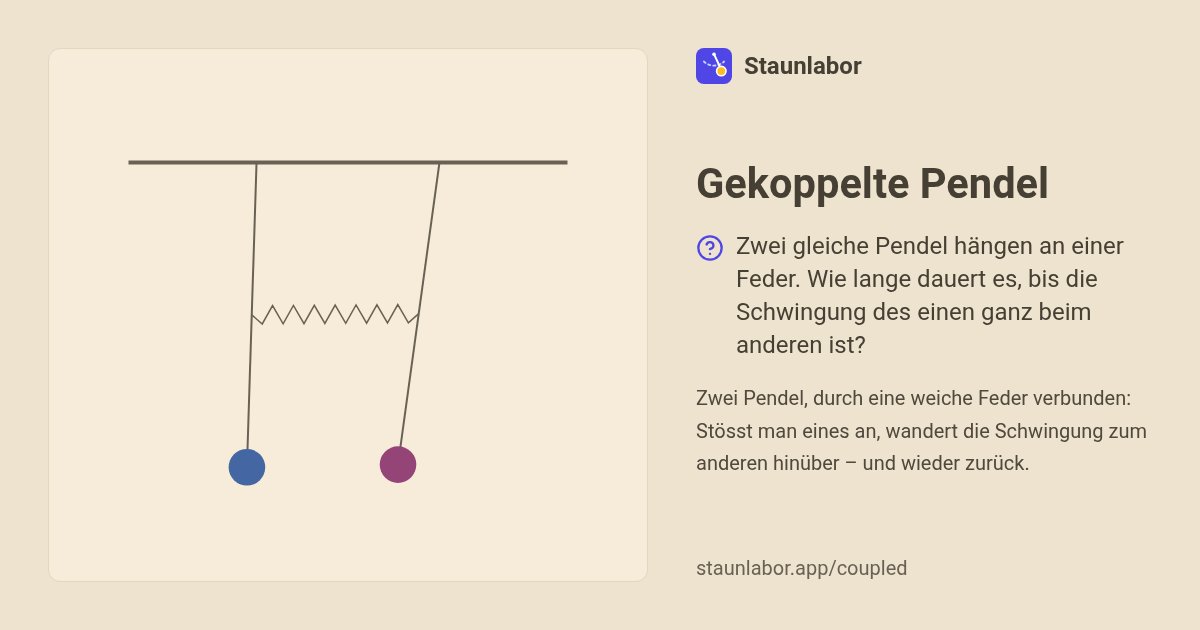 Staunlabor
Gekoppelte Pendel
Zwei gleiche Pendel hängen an einer
Feder. Wie lange dauert es, bis die
Schwingung des einen ganz beim
anderen ist?
Zwei Pendel, durch eine weiche Feder verbunden:
Stösst man eines an, wandert die Schwingung zum
anderen hinüber – und wieder zurück.
staunlabor.app/coupled